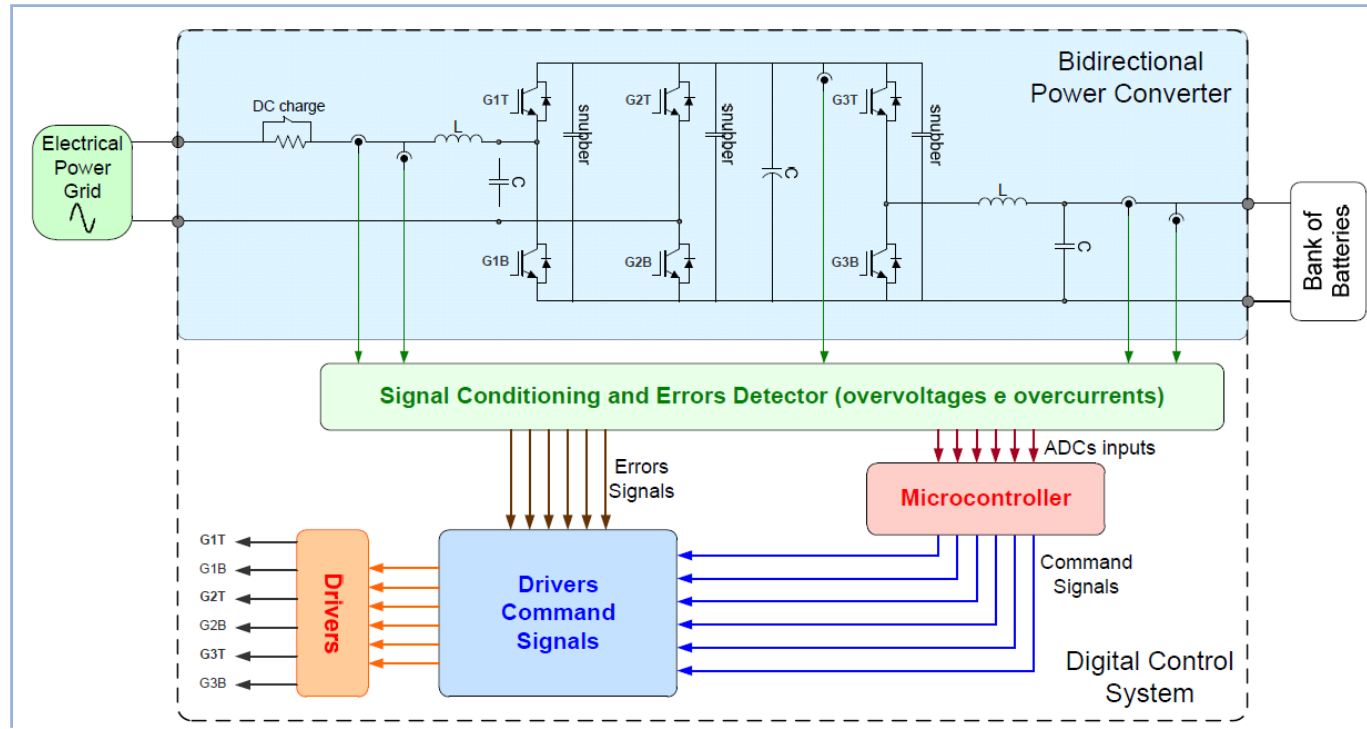 Bidirectional
Power Converter
DC charge
G1T
G2T
G3T
snubber
snubber
snubber
L
Electrical
Power
Grid
C
C
L
G1B
G2B
G3B
C
Bank of
Batteries
Signal Conditioning and Errors Detector (overvoltages e overcurrents)
Errors
Signals
ADCs inputs
Microcontroller
Command
Signals
G1T
G1B
G2T
G2B
G3T
G3B
Drivers
Drivers
Command
Signals
Digital Control
System